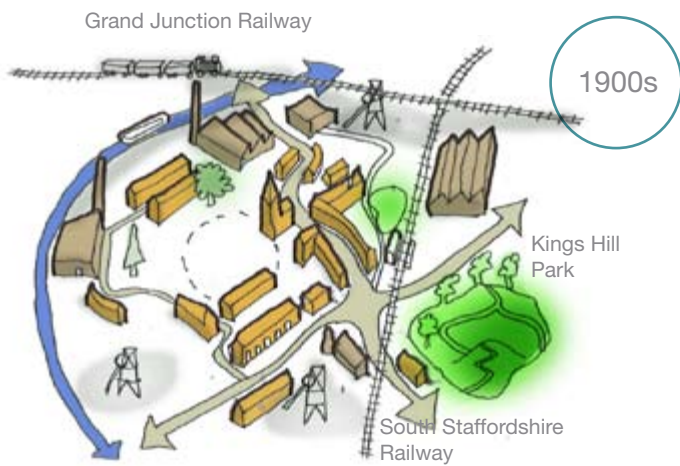 Grand Junction Railway
1900s
Kings Hill
Park
South Staffordshire
Railway